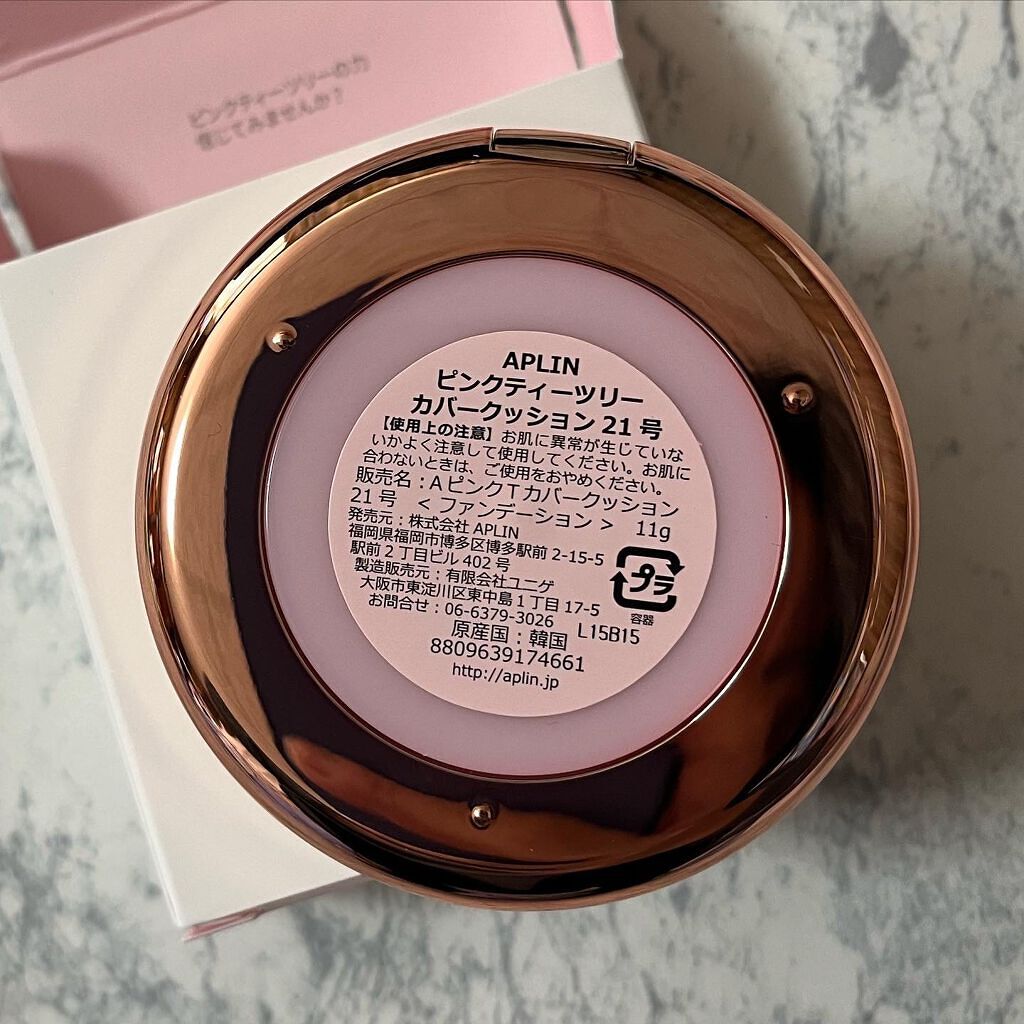 ピンクティーツリーの力
信じてみませんか?
APLIN
ピンクティーツリー
カバークッション 21 号
【使用上の注意】お肌に異常が生じていな
いかよく注意して使用してください。お肌に
合わないときは、ご使用をおやめください。
販売名：AピンクTカバークッション
21 号 ＜ファンデーション＞ 11g
発売元：株式会社 APLIN
福岡県福岡市博多区博多駅前 2-15-5
駅前２丁目ビル 402 号
製造販売元：有限会社ユニゲ
大阪市東淀川区東中島１丁目 17-5
お問合せ：06-6379-3026
プラ
容器
L15B15
原産国：韓国
8809639174661
http://aplin.jp